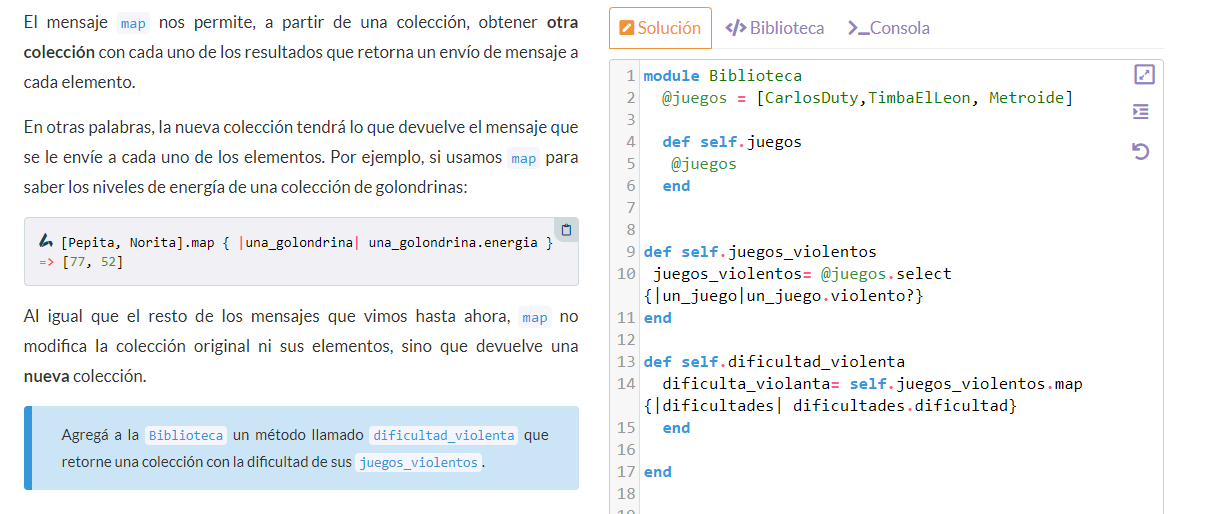 El mensaje map nos permite, a partir de una colección, obtener otra
colección con cada uno de los resultados que retorna un envío de mensaje a
cada elemento.
En otras palabras, la nueva colección tendrá lo que devuelve el mensaje que
se le envíe a cada uno de los elementos. Por ejemplo, si usamos map para
saber los niveles de energía de una colección de golondrinas:
[Pepita, Norita].map { |una_golondrina| una_golondrina.energia }
=> [77, 52]
Al igual que el resto de los mensajes que vimos hasta ahora, map no
modifica la colección original ni sus elementos, sino que devuelve una
nueva colección.
Agregá a la Biblioteca un método llamado dificultad_violenta que
retorne una colección con la dificultad de sus juegos_violentos.
Solución </> Biblioteca >_Consola
1 module Biblioteca
2 @juegos = [CarlosDuty,TimbaElLeon, Metroide]
3
4 def self.juegos
5 @juegos
6 end
7
8
9 def self.juegos_violentos
10 juegos_violentos= @juegos.select
{|un_juego|un_juego.violento?}
11 end
12
13 def self.dificultad_violenta
14 dificulta_violanta= self.juegos_violentos.map
{|dificultades| dificultades.dificultad}
15 end
16
17 end
18